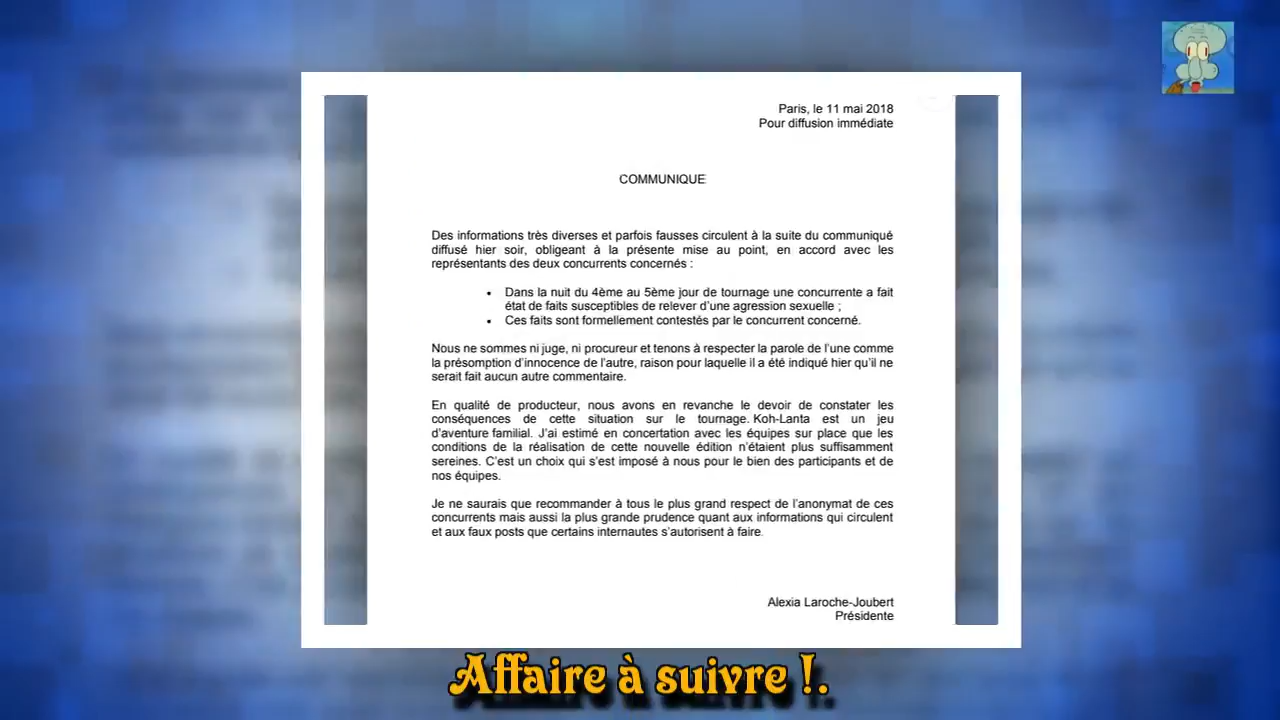 Paris, le 11 mai 2018
Pour diffusion immédiate
COMMUNIQUE
Des informations très diverses et parfois fausses circulent à la suite du communiqué
diffusé hier soir, obligeant à la présente mise au point, en accord avec les
représentants des deux concurrents concernés :
• Dans la nuit du 4ème au 5ème jour de tournage une concurrente a fait
état de faits susceptibles de relever d'une agression sexuelle ;
• Ces faits sont formellement contestés par le concurrent concerné.
Nous ne sommes ni juge, ni procureur et tenons à respecter la parole de l'une comme
la présomption d'innocence de l'autre, raison pour laquelle il a été indiqué hier qu'il ne
serait fait aucun autre commentaire.
En qualité de producteur, nous avons en revanche le devoir de constater les
conséquences de cette situation sur le tournage. Koh-Lanta est un jeu
d'aventure familial. J'ai estimé en concertation avec les équipes sur place que les
conditions de la réalisation de cette nouvelle édition n'étaient plus suffisamment
sereines. C'est un choix qui s'est imposé à nous pour le bien des participants et de
nos équipes.
Je ne saurais que recommander à tous le plus grand respect de l'anonymat de ces
concurrents mais aussi la plus grande prudence quant aux informations qui circulent
et aux faux posts que certains internautes s'autorisent à faire.
Alexia Laroche-Joubert
Présidente
Affaire à suivre !.